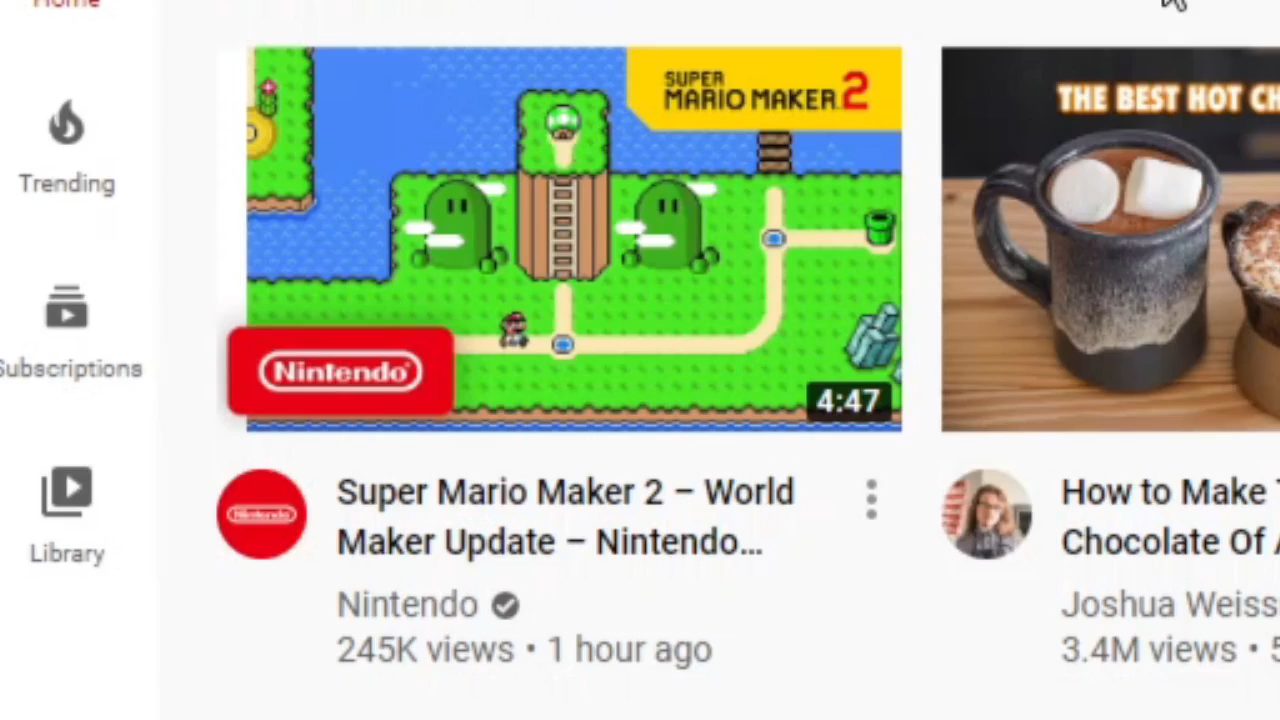 Home
Trending
Subscriptions
Library
SUPER
MARIO MAKER 2
Nintendo
4:47
Super Mario Maker 2 – World
Maker Update – Nintendo...
Nintendo
245K views • 1 hour ago
THE BEST HOT CH
How to Make
Chocolate Of
Joshua Weiss
3.4M views •